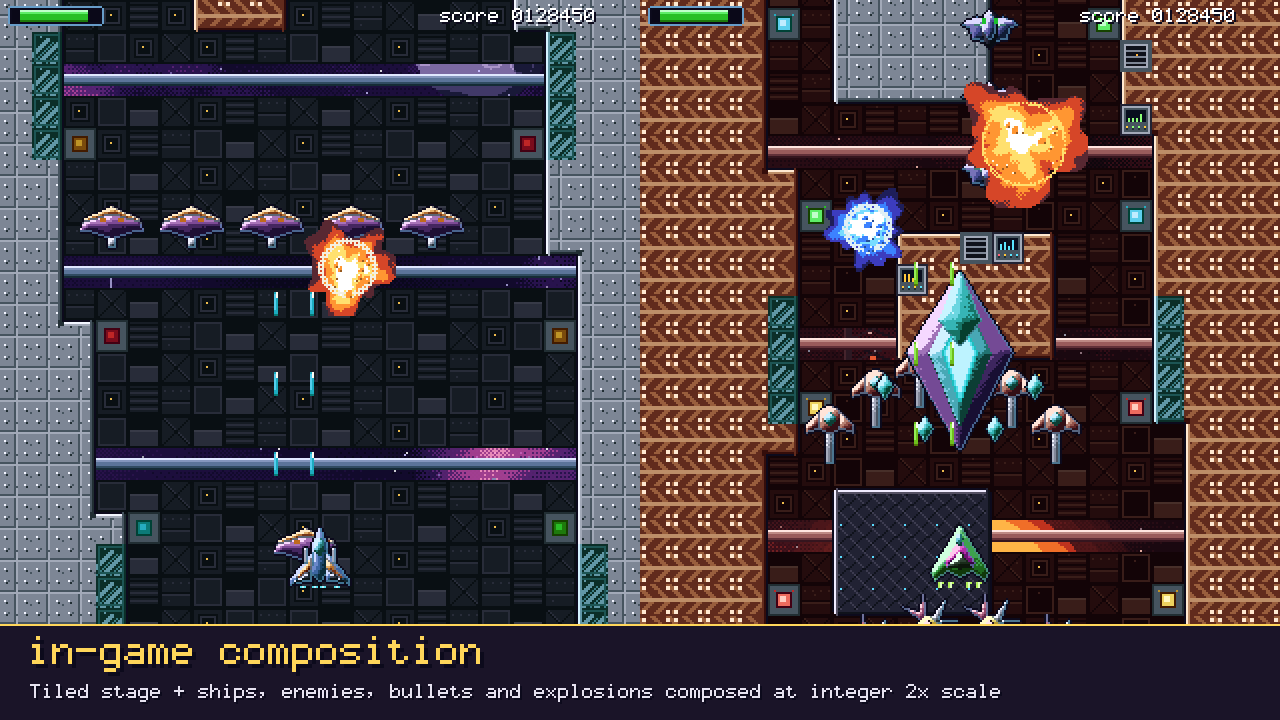 score 0128450
score 0128450
in-game composition
Tiled stage + ships, enemies, bullets and explosions composed at integer 2x scale